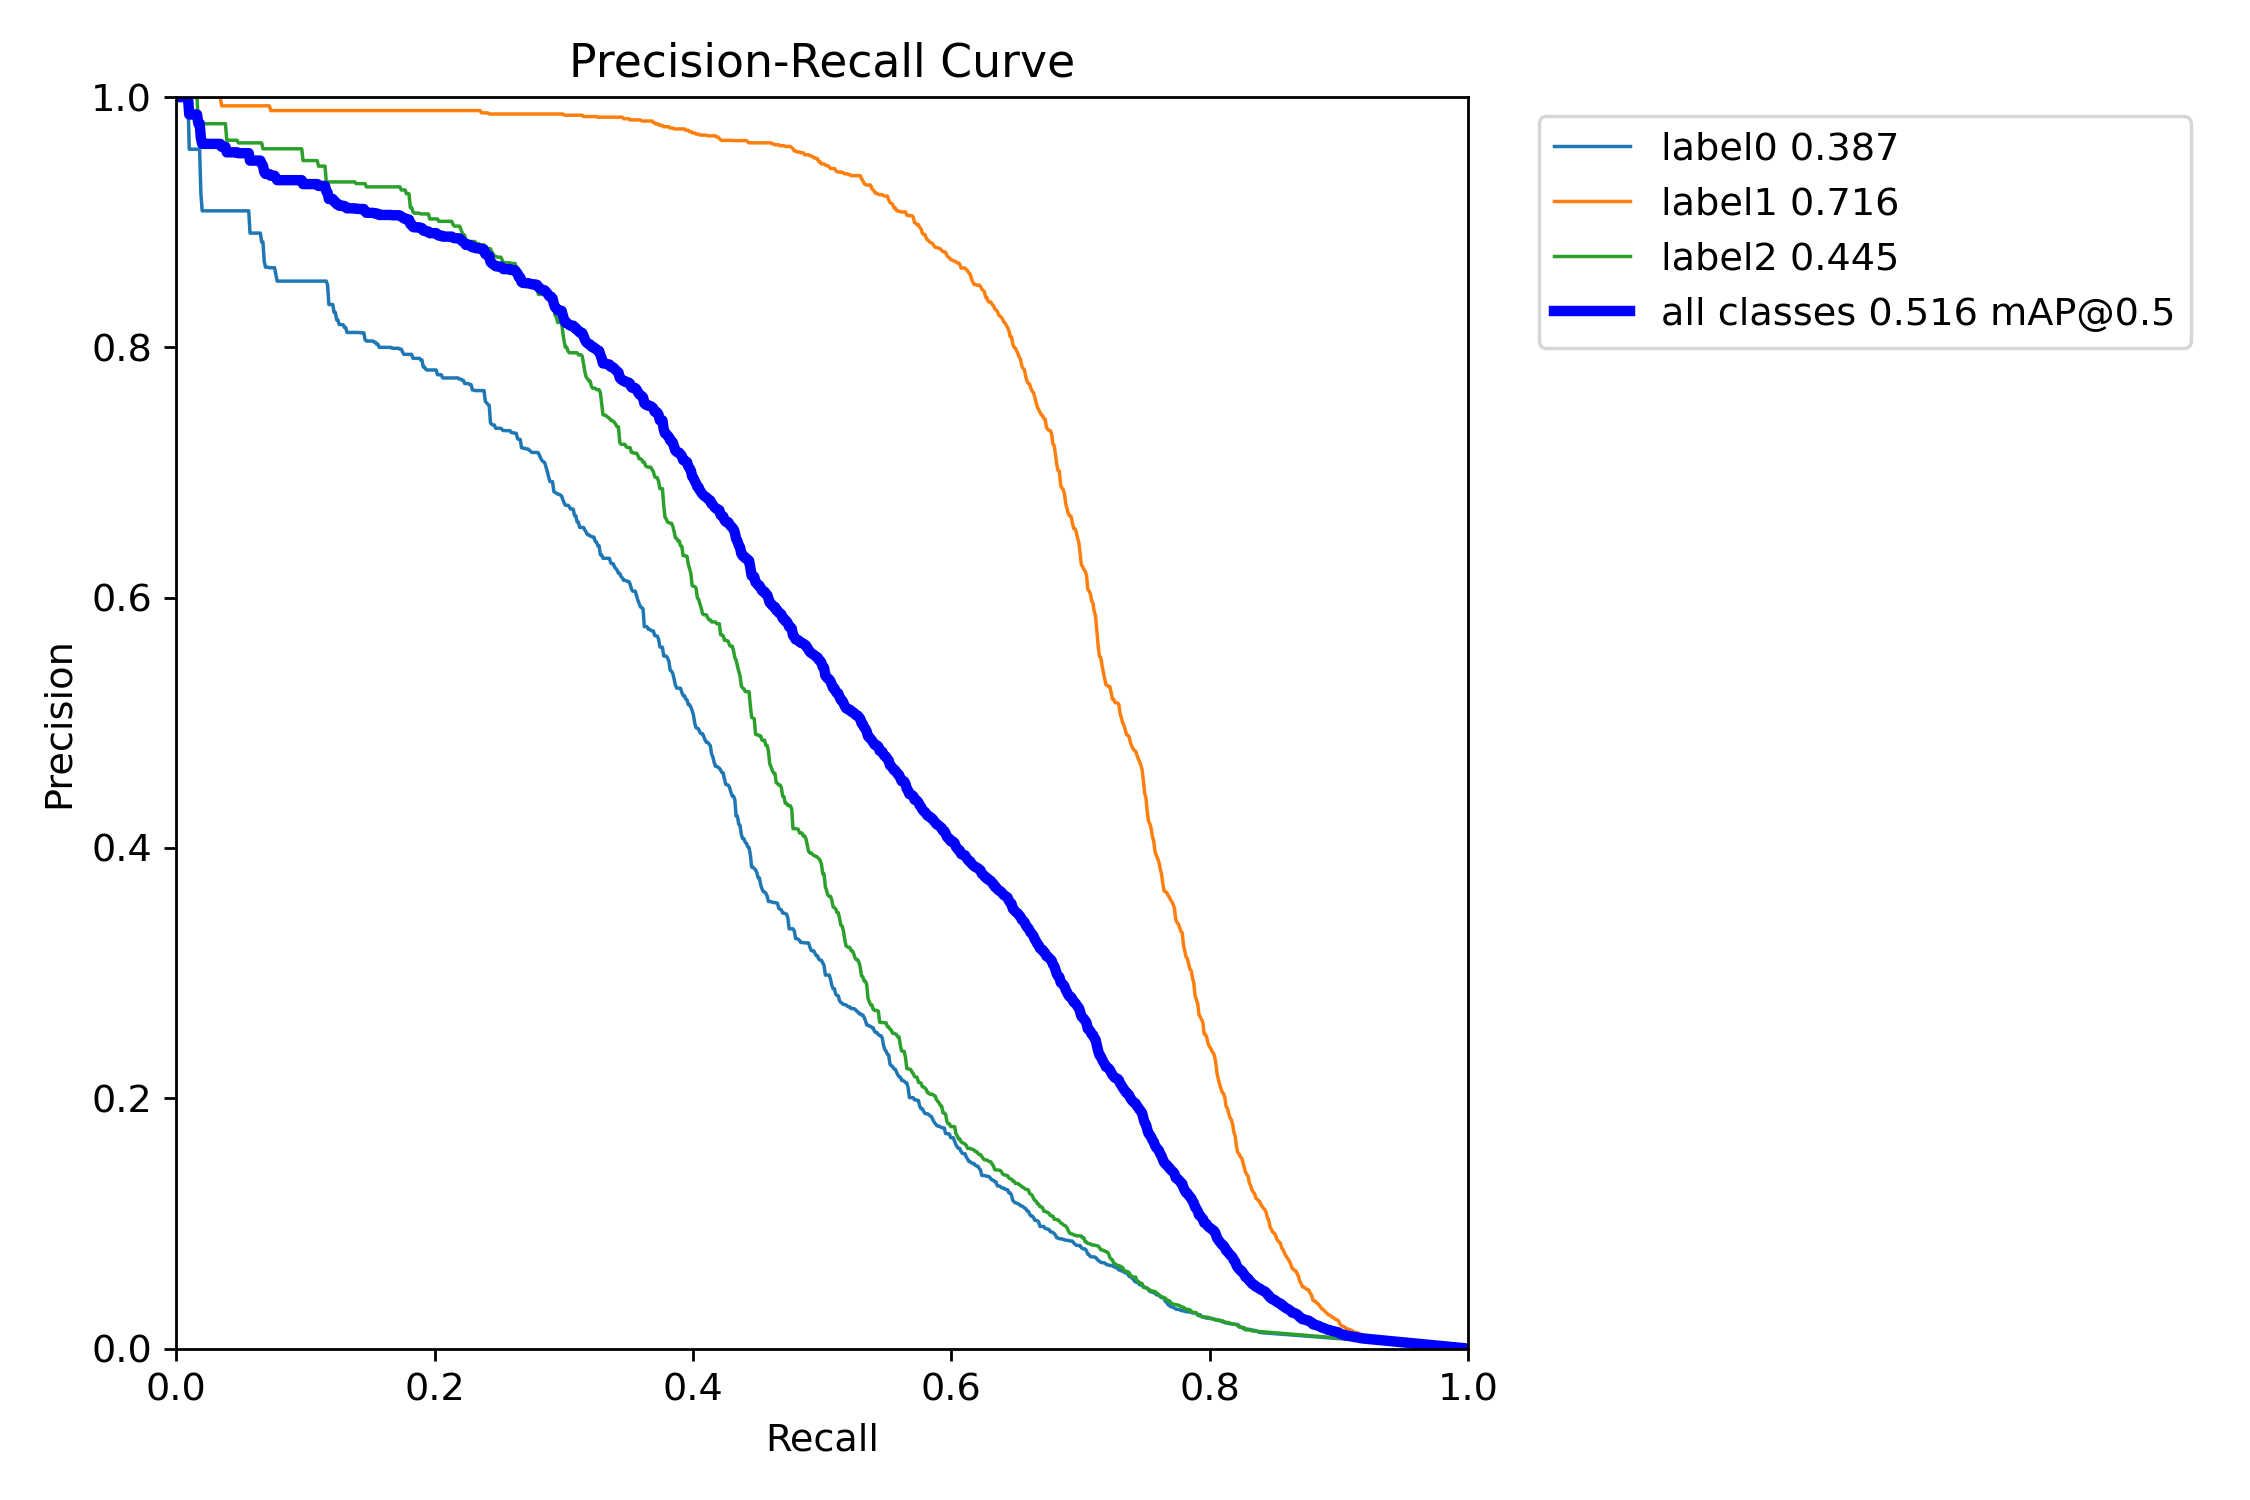 Precision-Recall Curve
1.0
0.8
0.6
0.4
0.2
0.0
Precision
0.0 0.2 0.4 0.6 0.8 1.0
Recall
label0 0.387
label1 0.716
label2 0.445
all classes 0.516 mAP@0.5